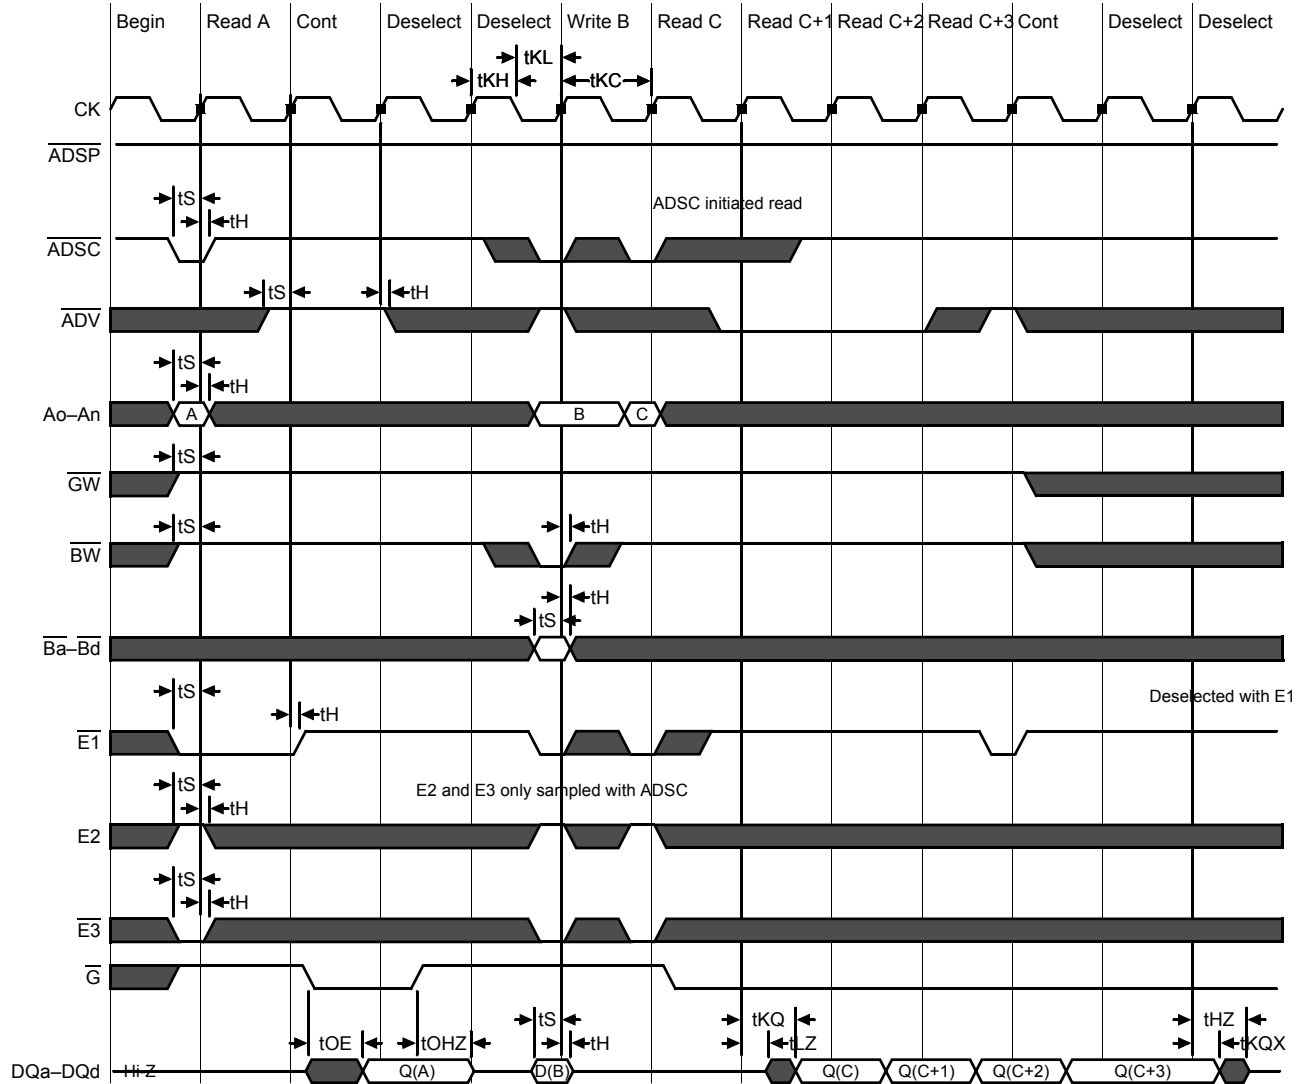 Begin Read A Cont Deselect Deselect Write B Read C Read C+1 Read C+2 Read C+3 Cont Deselect Deselect
tKL
tKH tKC
CK
ADSP
tS
ADSC initiated read
tH
ADSC
tS tH
ADV
tS
tH
Ao–An A B C
tS
GW
tS tH
BW
tH
tS
Ba–Bd
tS
Deselected with E1
tH
E1
tS
E2 and E3 only sampled with ADSC
tH
E2
tS
tH
E3
G
tS tKQ tHZ
tOE tOHZ tH tLZ tKQX
DQa–DQd Hi-Z Q(A) D(B) Q(C) Q(C+1) Q(C+2) Q(C+3)